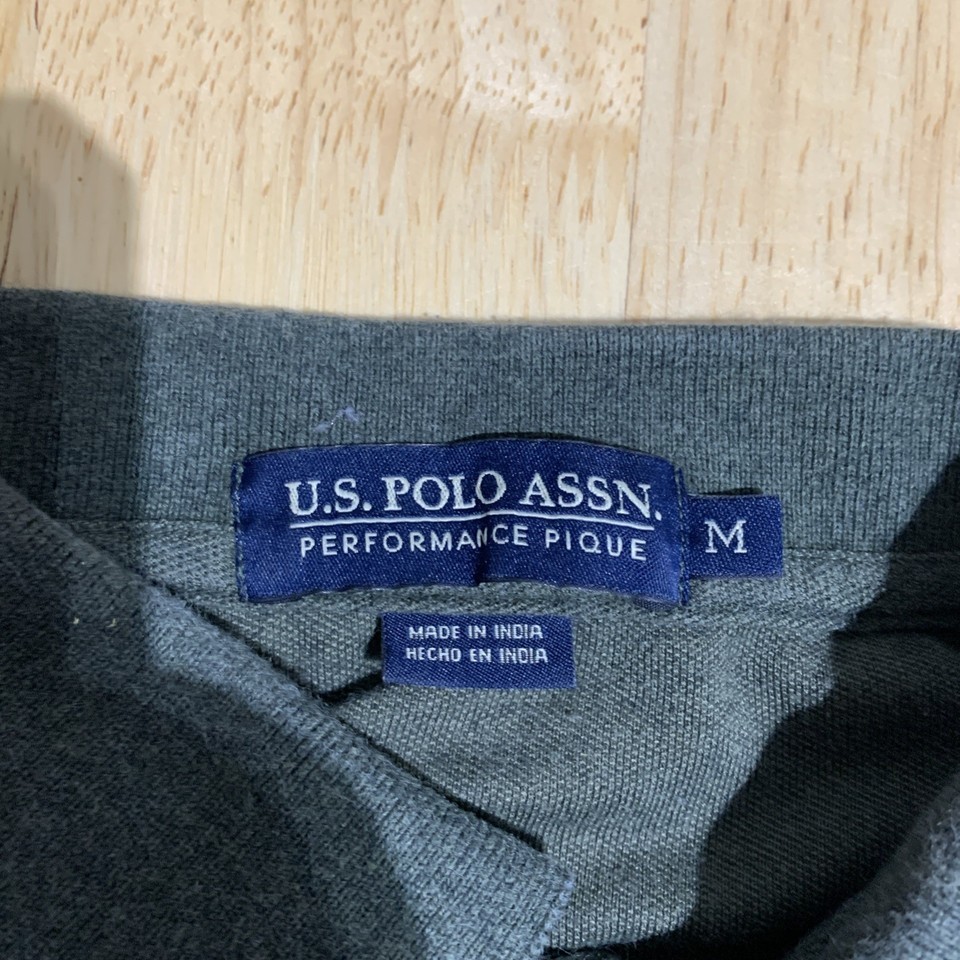 U.S. POLO ASSN.
PERFORMANCE PIQUE
M
MADE IN INDIA
HECHO EN INDIA